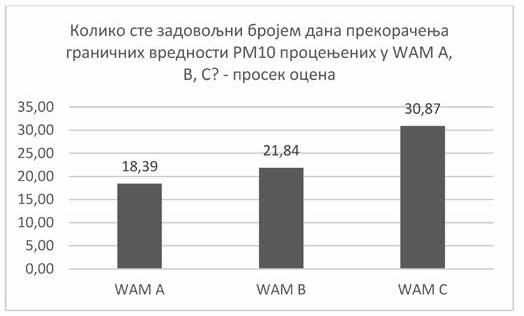 Колико сте задовољни бројем дана прекорачења
граничних вредности PM10 процењених у WAM A,
B, C? - просек оцена
35,00
30,00
25,00
20,00
15,00
10,00
5,00
0,00
18,39
21,84
30,87
WAM A
WAM B
WAM C